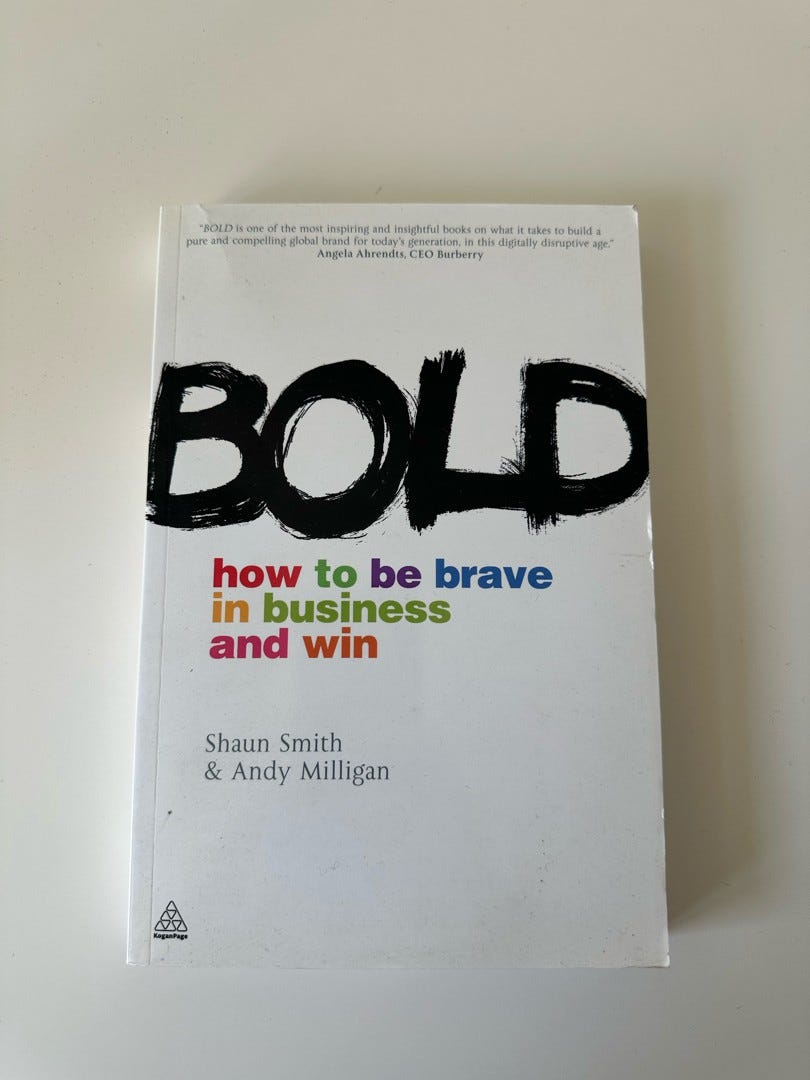 "BOLD is one of the most inspiring and insightful books on what it takes to build a
pure and compelling global brand for today's generation, in this digitally disruptive age."
Angela Ahrendts, CEO Burberry
BOLD
how to be brave
in business
and win
Shaun Smith
& Andy Milligan
KoganPage